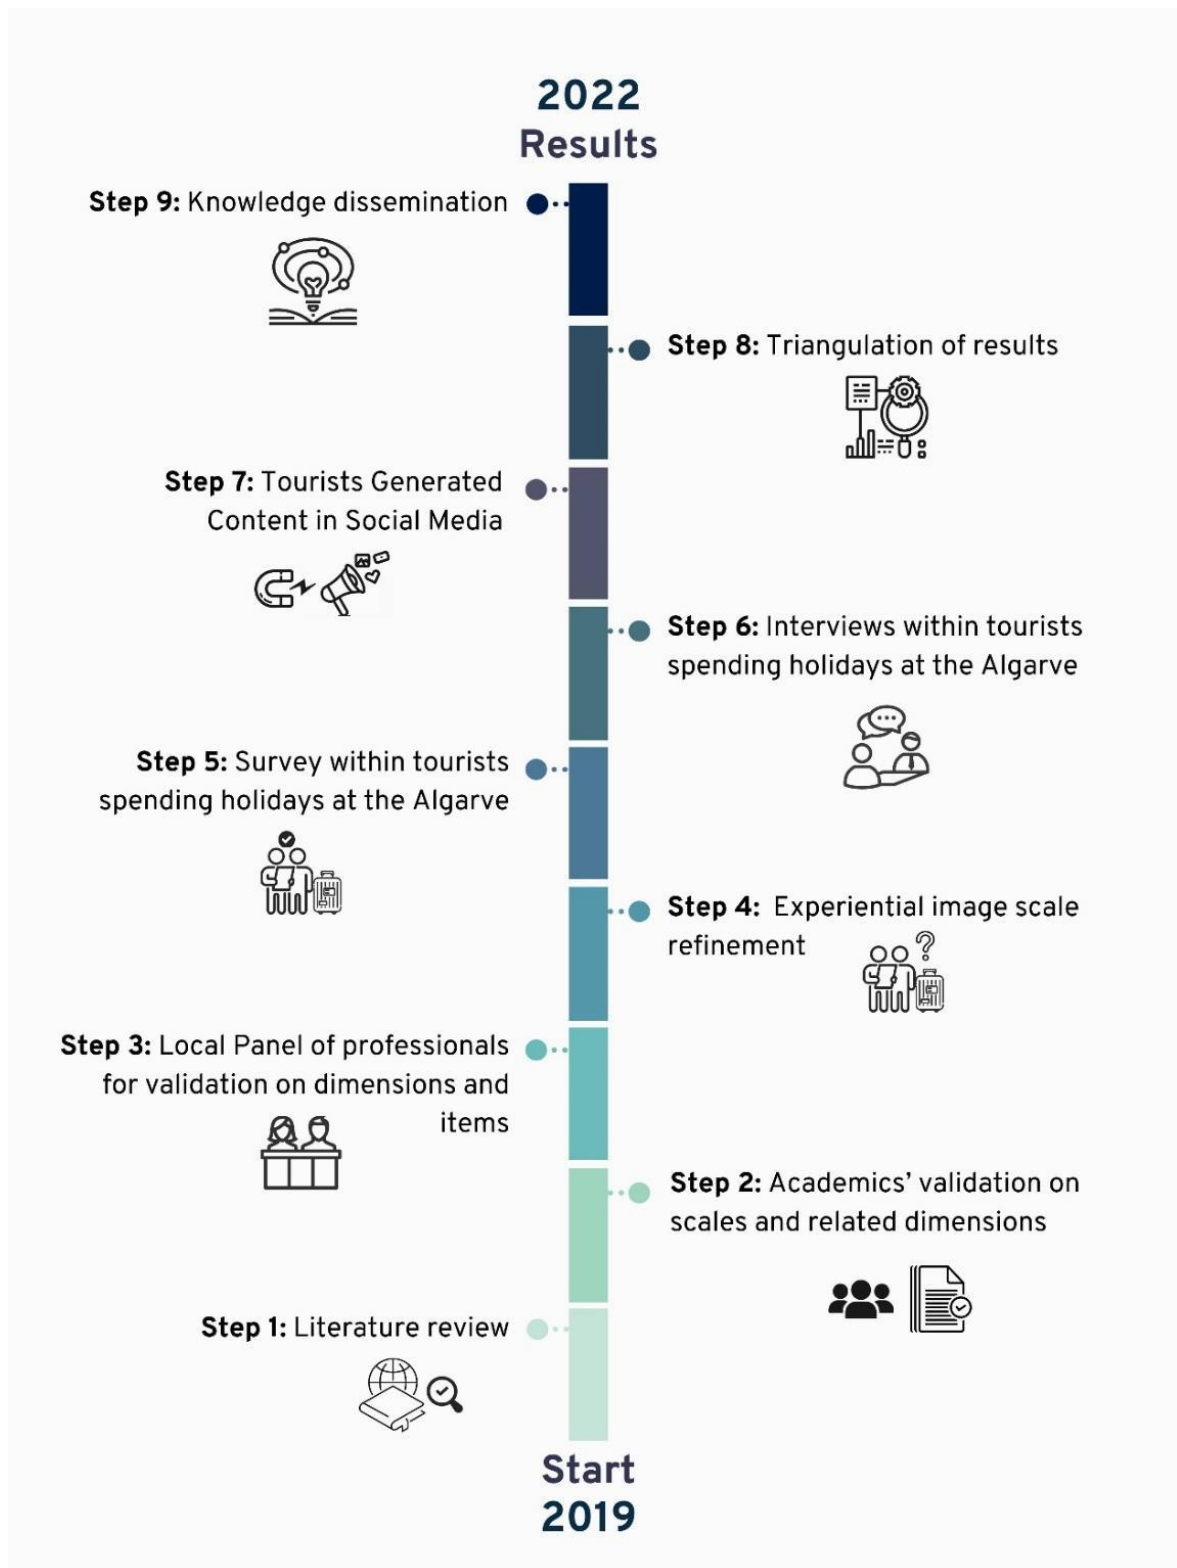 2022
Results
Step 9: Knowledge dissemination
Step 8: Triangulation of results
Step 7: Tourists Generated
Content in Social Media
Step 6: Interviews within tourists
spending holidays at the Algarve
Step 5: Survey within tourists
spending holidays at the Algarve
Step 4: Experiential image scale
refinement
Step 3: Local Panel of professionals
for validation on dimensions and
items
Step 2: Academics’ validation on
scales and related dimensions
Step 1: Literature review
Start
2019